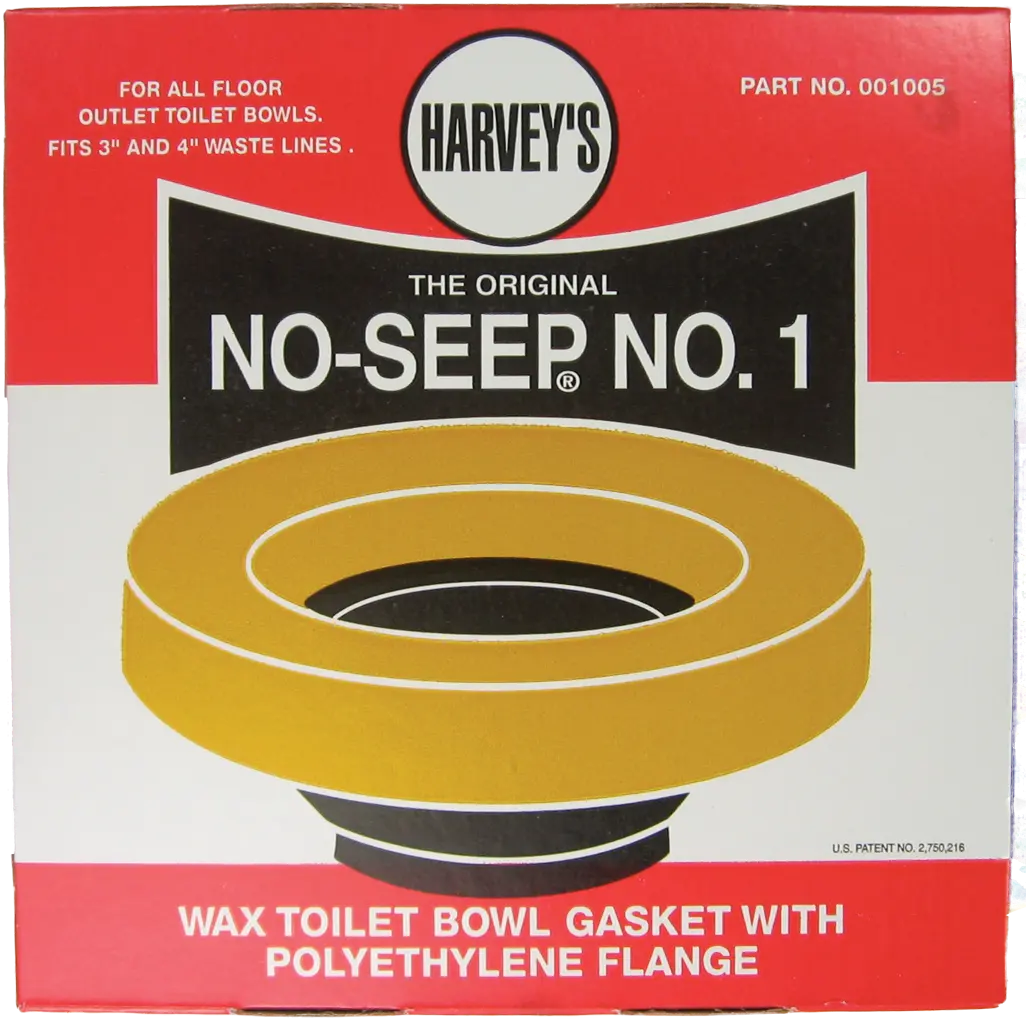 FOR ALL FLOOR
OUTLET TOILET BOWLS.
FITS 3" AND 4" WASTE LINES .
HARVEY'S
PART NO. 001005
THE ORIGINAL
NO-SEEP® NO. 1
U.S. PATENT NO. 2,750,216
WAX TOILET BOWL GASKET WITH
POLYETHYLENE FLANGE